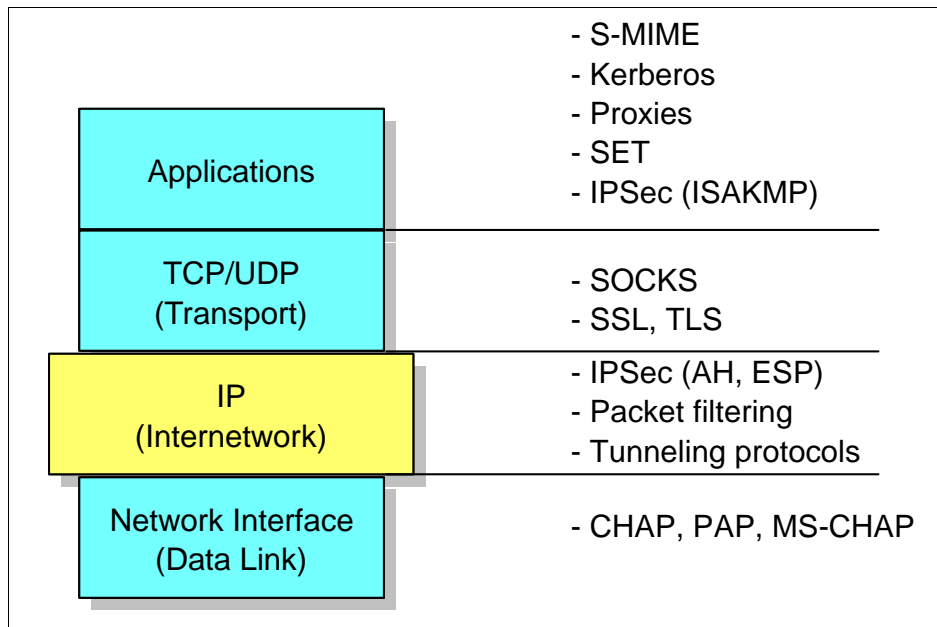 - S-MIME
- Kerberos
- Proxies
- SET
- IPSec (ISAKMP)
Applications
TCP/UDP
(Transport)
- SOCKS
- SSL, TLS
IP
(Internetwork)
- IPSec (AH, ESP)
- Packet filtering
- Tunneling protocols
Network Interface
(Data Link)
- CHAP, PAP, MS-CHAP